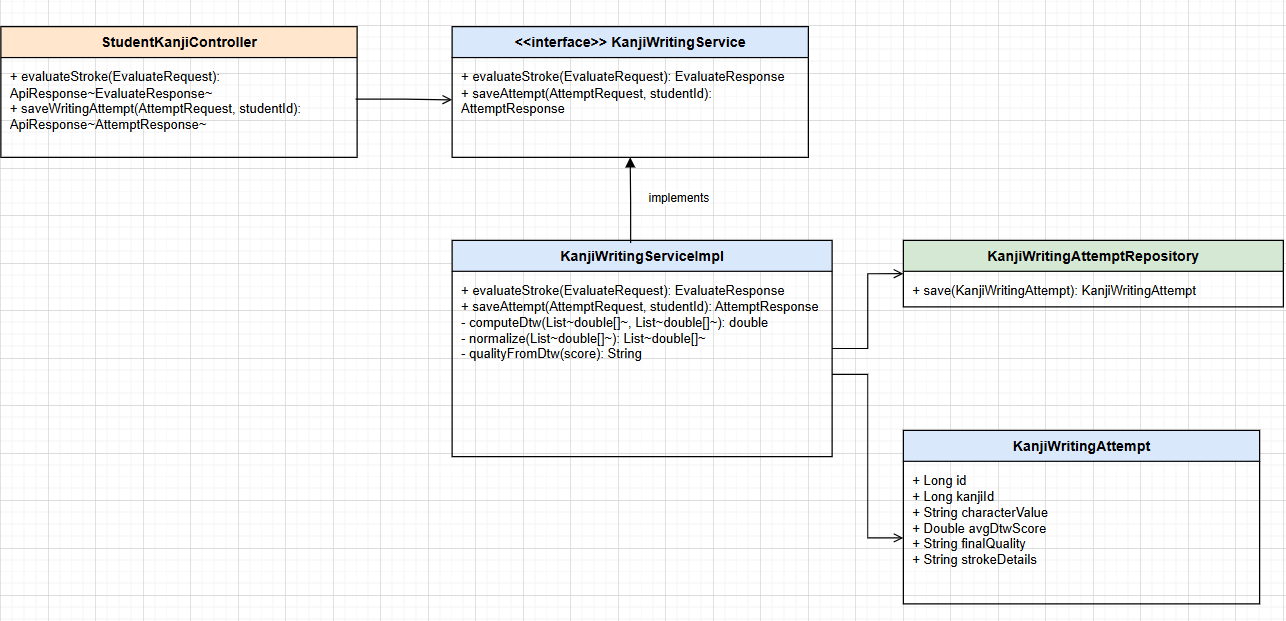 StudentKanjiController
+ evaluateStroke(EvaluateRequest):
ApiResponse~EvaluateResponse~
+ saveWritingAttempt(AttemptRequest, studentId):
ApiResponse~AttemptResponse~
<<interface>> KanjiWritingService
+ evaluateStroke(EvaluateRequest): EvaluateResponse
+ saveAttempt(AttemptRequest, studentId):
AttemptResponse
implements
KanjiWritingServiceImpl
+ evaluateStroke(EvaluateRequest): EvaluateResponse
+ saveAttempt(AttemptRequest, studentId): AttemptResponse
- computeDtw(List~double[]~, List~double[]~): double
- normalize(List~double[]~): List~double[]~
- qualityFromDtw(score): String
KanjiWritingAttemptRepository
+ save(KanjiWritingAttempt): KanjiWritingAttempt
KanjiWritingAttempt
+ Long id
+ Long kanjiId
+ String characterValue
+ Double avgDtwScore
+ String finalQuality
+ String strokeDetails